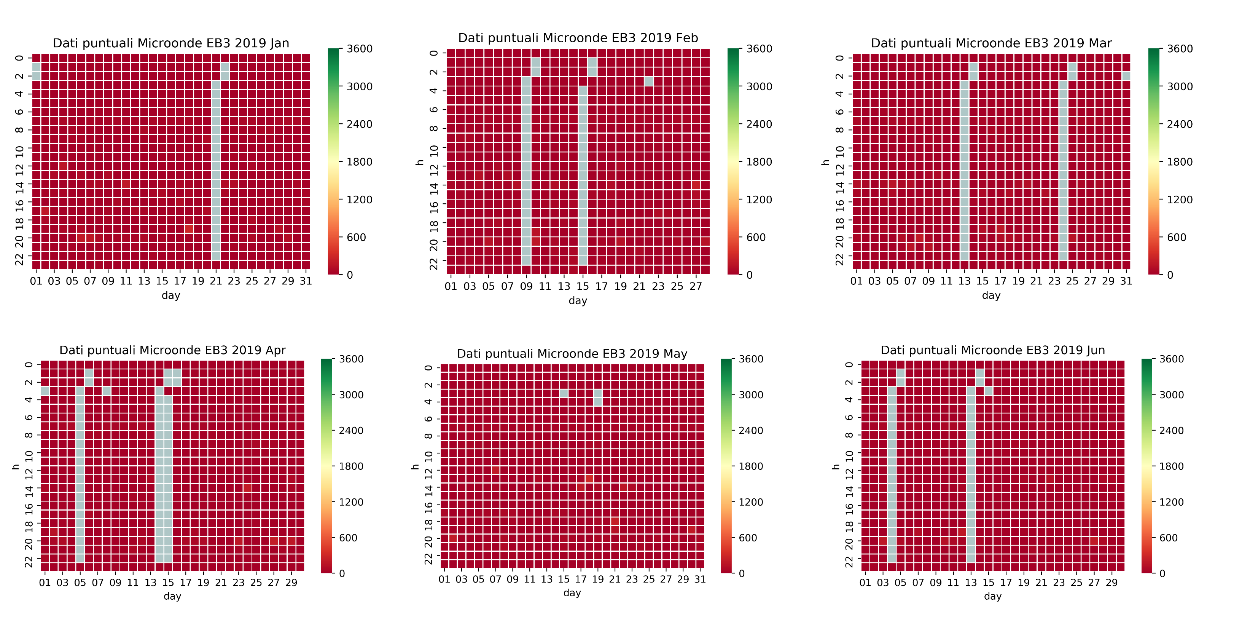 Dati puntuali Microonde EB3 2019 Jan
0 2 4 6 8 10 12 14 16 18 20 22
h
01 03 05 07 09 11 13 15 17 19 21 23 25 27 29 31
day
3600 3000 2400 1800 1200 600 0
Dati puntuali Microonde EB3 2019 Feb
0 2 4 6 8 10 12 14 16 18 20 22
h
01 03 05 07 09 11 13 15 17 19 21 23 25 27
day
3600 3000 2400 1800 1200 600 0
Dati puntuali Microonde EB3 2019 Mar
0 2 4 6 8 10 12 14 16 18 20 22
h
01 03 05 07 09 11 13 15 17 19 21 23 25 27 29 31
day
3600 3000 2400 1800 1200 600 0
Dati puntuali Microonde EB3 2019 Apr
0 2 4 6 8 10 12 14 16 18 20 22
h
01 03 05 07 09 11 13 15 17 19 21 23 25 27 29
day
3600 3000 2400 1800 1200 600 0
Dati puntuali Microonde EB3 2019 May
0 2 4 6 8 10 12 14 16 18 20 22
h
01 03 05 07 09 11 13 15 17 19 21 23 25 27 29 31
day
3600 3000 2400 1800 1200 600 0
Dati puntuali Microonde EB3 2019 Jun
0 2 4 6 8 10 12 14 16 18 20 22
h
01 03 05 07 09 11 13 15 17 19 21 23 25 27 29
day
3600 3000 2400 1800 1200 600 0